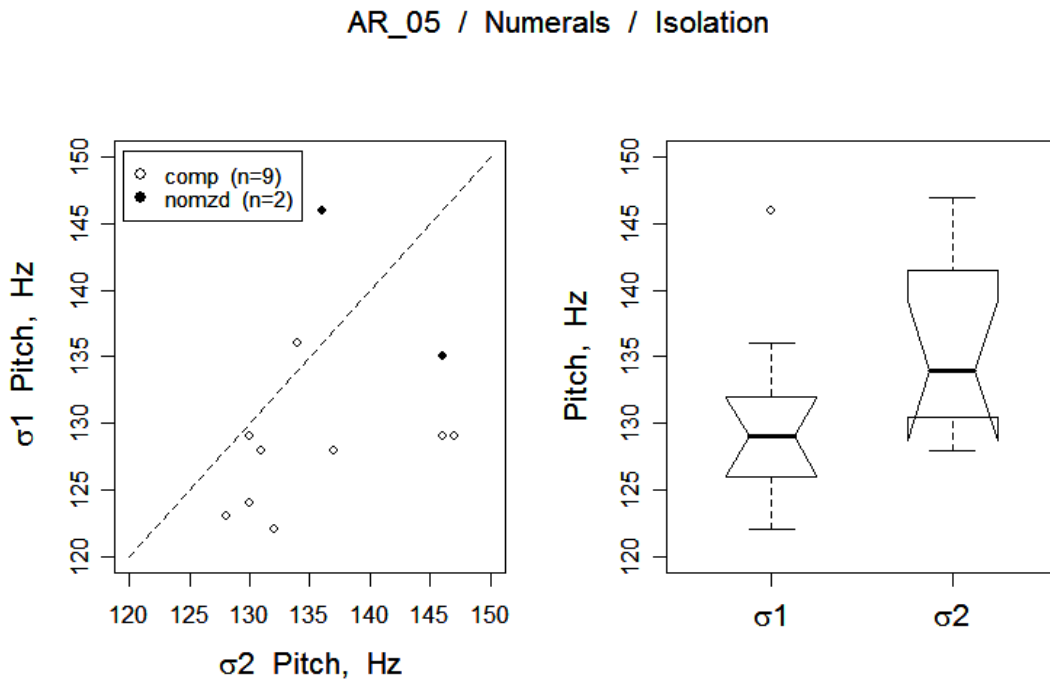 AR_05 / Numerals / Isolation
comp (n=9)
nomzd (n=2)
σ1 Pitch, Hz
150
145
140
135
130
125
120
120 125 130 135 140 145 150
σ2 Pitch, Hz
Pitch, Hz
150
145
140
135
130
125
120
σ1 σ2